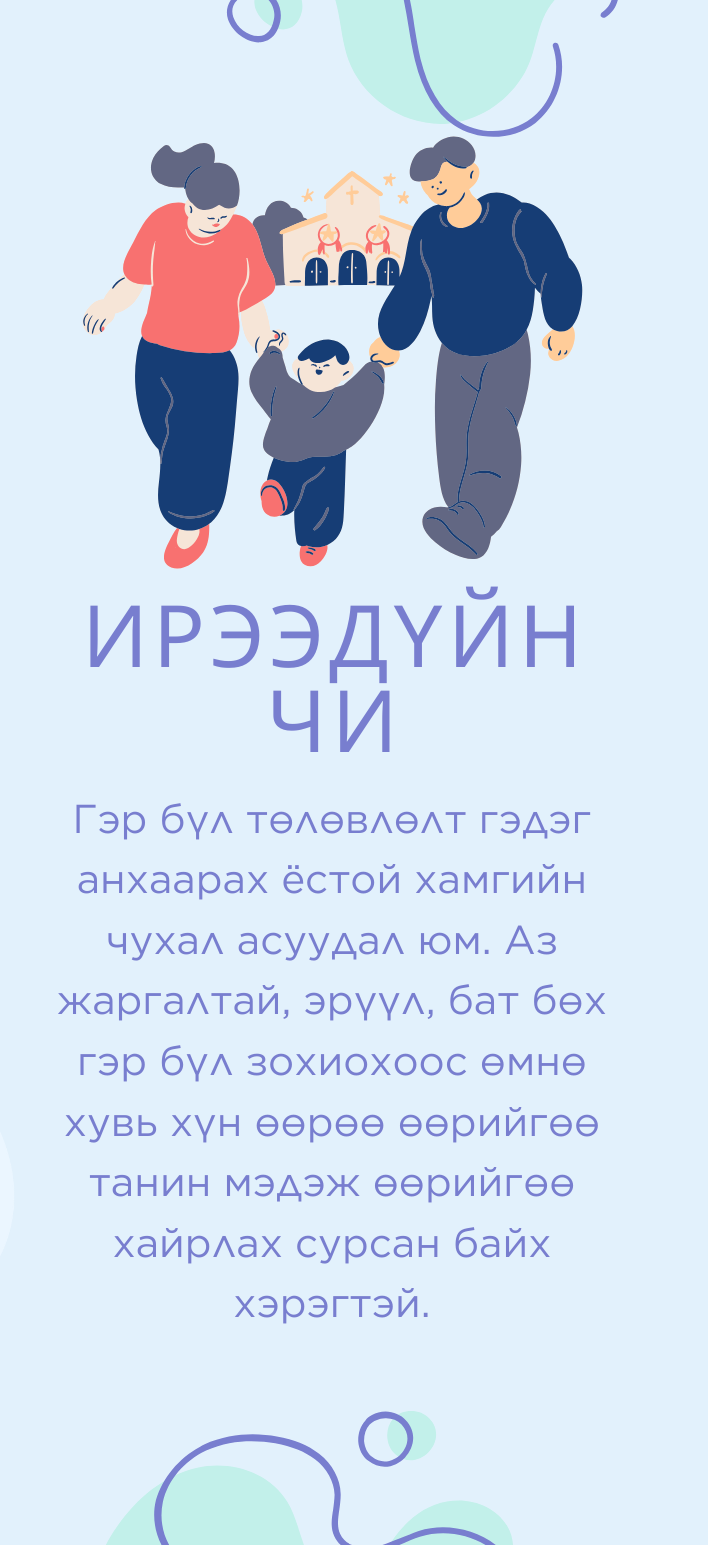 ИРЭЭДҮЙН
ЧИ
Гэр бүл төлөвлөлт гэдэг
анхаарах ёстой хамгийн
чухал асуудал юм. Аз
жаргалтай, эрүүл, бат бөх
гэр бүл зохиохоос өмнө
хувь хүн өөрөө өөрийгөө
танин мэдэж өөрийгөө
хайрлах сурсан байх
хэрэгтэй.